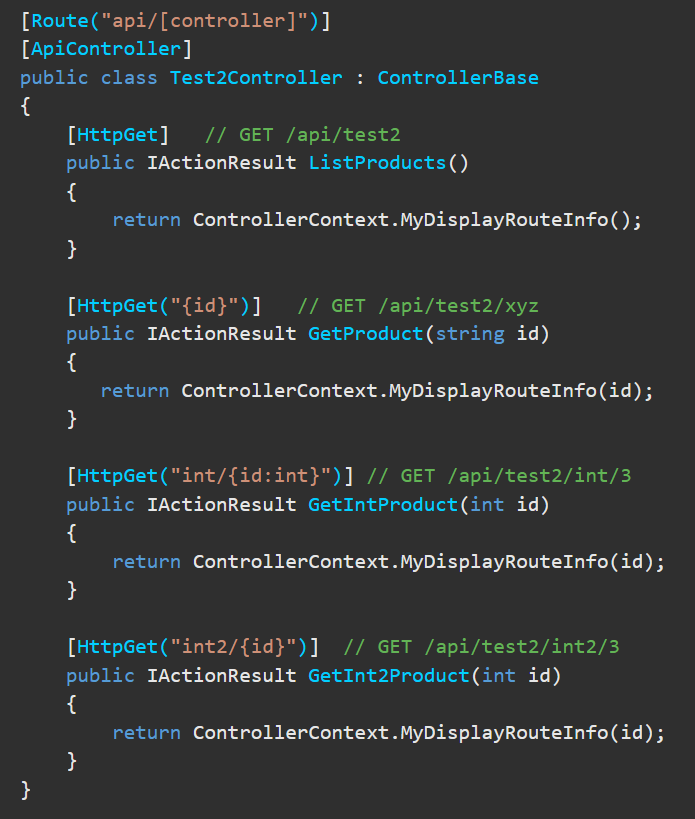 [Route("api/[controller]")]
[ApiController]
public class Test2Controller : ControllerBase
{
    [HttpGet]   // GET /api/test2
    public IActionResult ListProducts()
    {
        return ControllerContext.MyDisplayRouteInfo();
    }

    [HttpGet("{id}")]   // GET /api/test2/xyz
    public IActionResult GetProduct(string id)
    {
       return ControllerContext.MyDisplayRouteInfo(id);
    }

    [HttpGet("int/{id:int}")] // GET /api/test2/int/3
    public IActionResult GetIntProduct(int id)
    {
        return ControllerContext.MyDisplayRouteInfo(id);
    }

    [HttpGet("int2/{id}")]  // GET /api/test2/int2/3
    public IActionResult GetInt2Product(int id)
    {
        return ControllerContext.MyDisplayRouteInfo(id);
    }
}